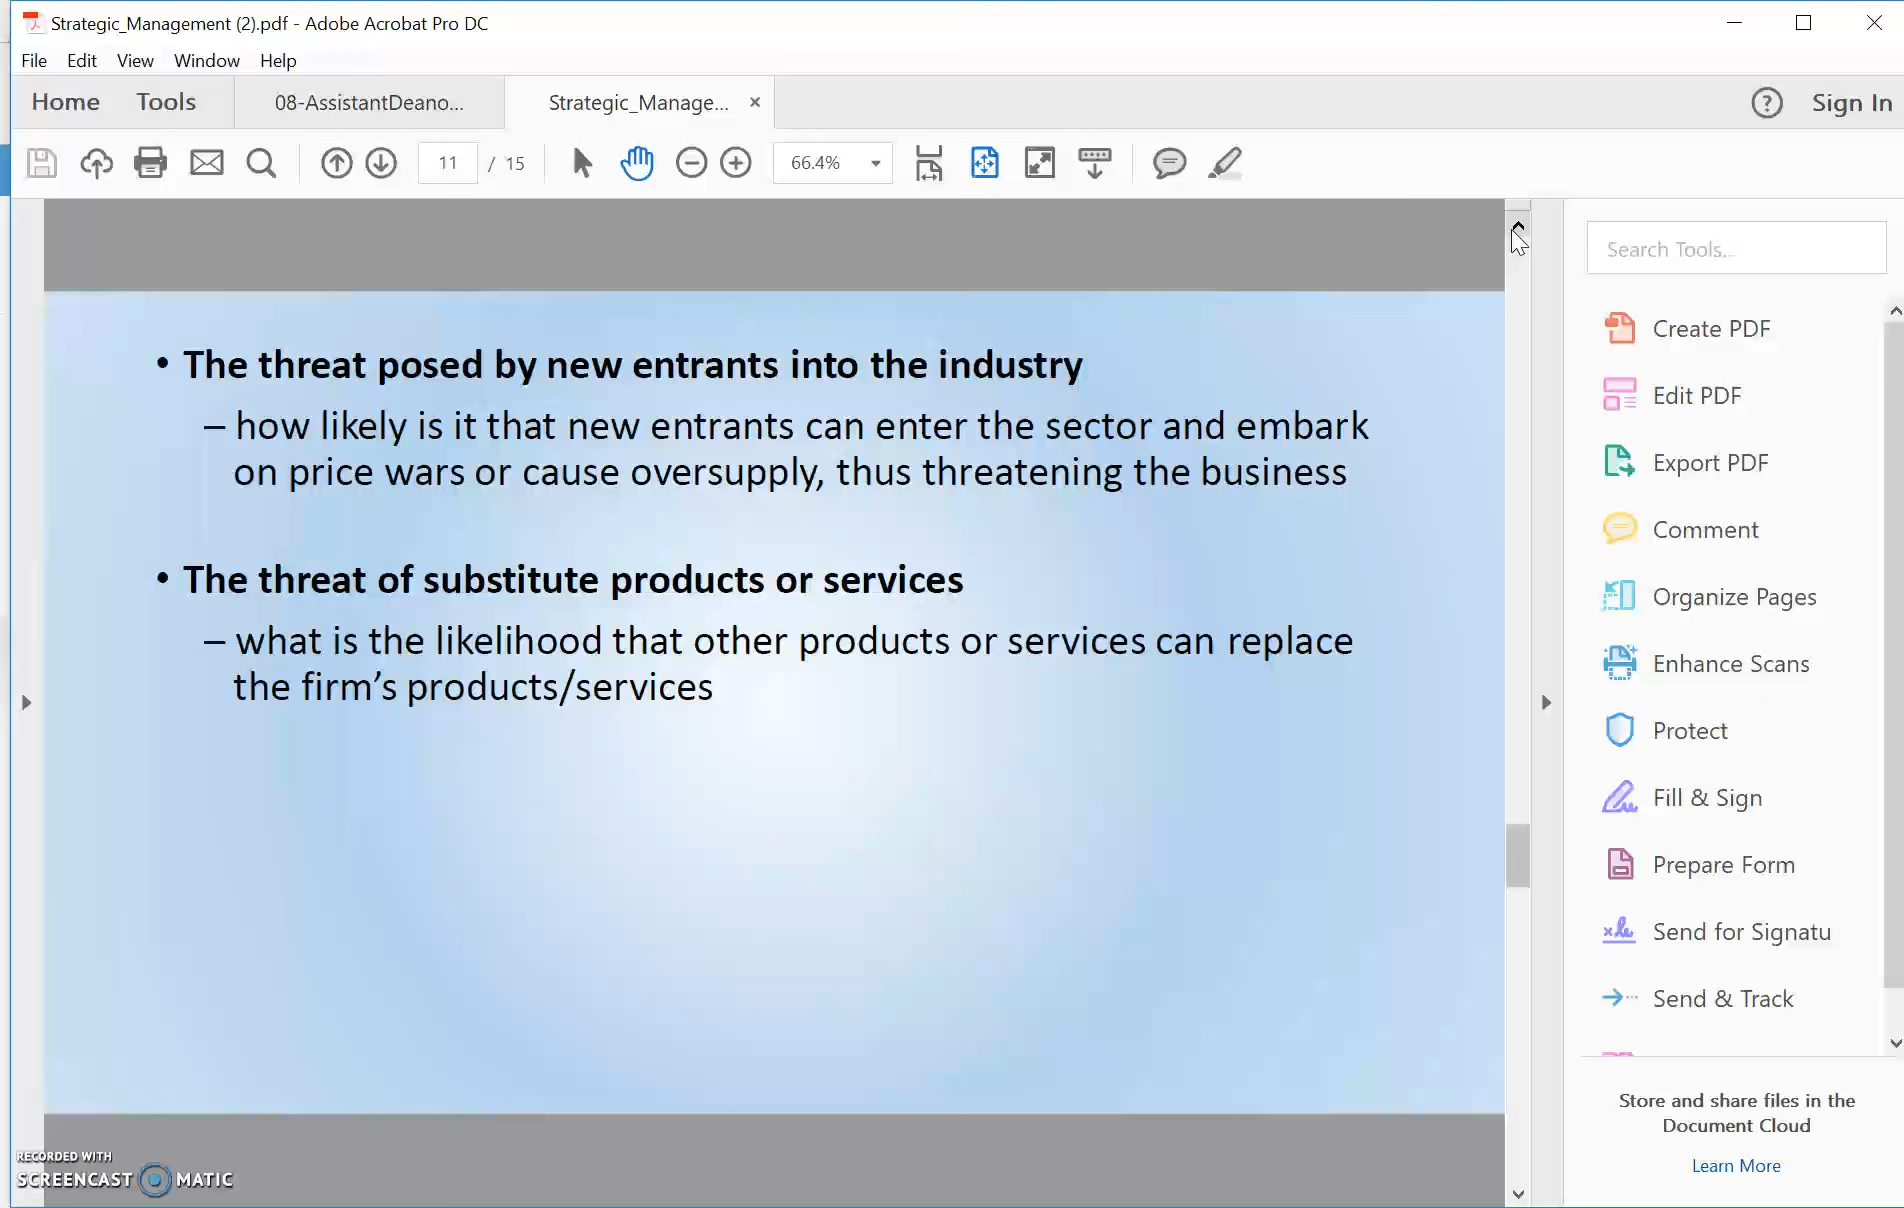 Strategic_Management (2).pdf - Adobe Acrobat Pro DC
File Edit View Window Help
Home Tools 08-AssistantDeano... Strategic_Manage... × ? Sign In
11 / 15 66.4%
Search Tools...
• The threat posed by new entrants into the industry
– how likely is it that new entrants can enter the sector and embark
on price wars or cause oversupply, thus threatening the business
• The threat of substitute products or services
– what is the likelihood that other products or services can replace
the firm’s products/services
Create PDF
Edit PDF
Export PDF
Comment
Organize Pages
Enhance Scans
Protect
Fill & Sign
Prepare Form
Send for Signatu
Send & Track
Store and share files in the
Document Cloud
Learn More
RECORDED WITH
SCREENCAST MATIC